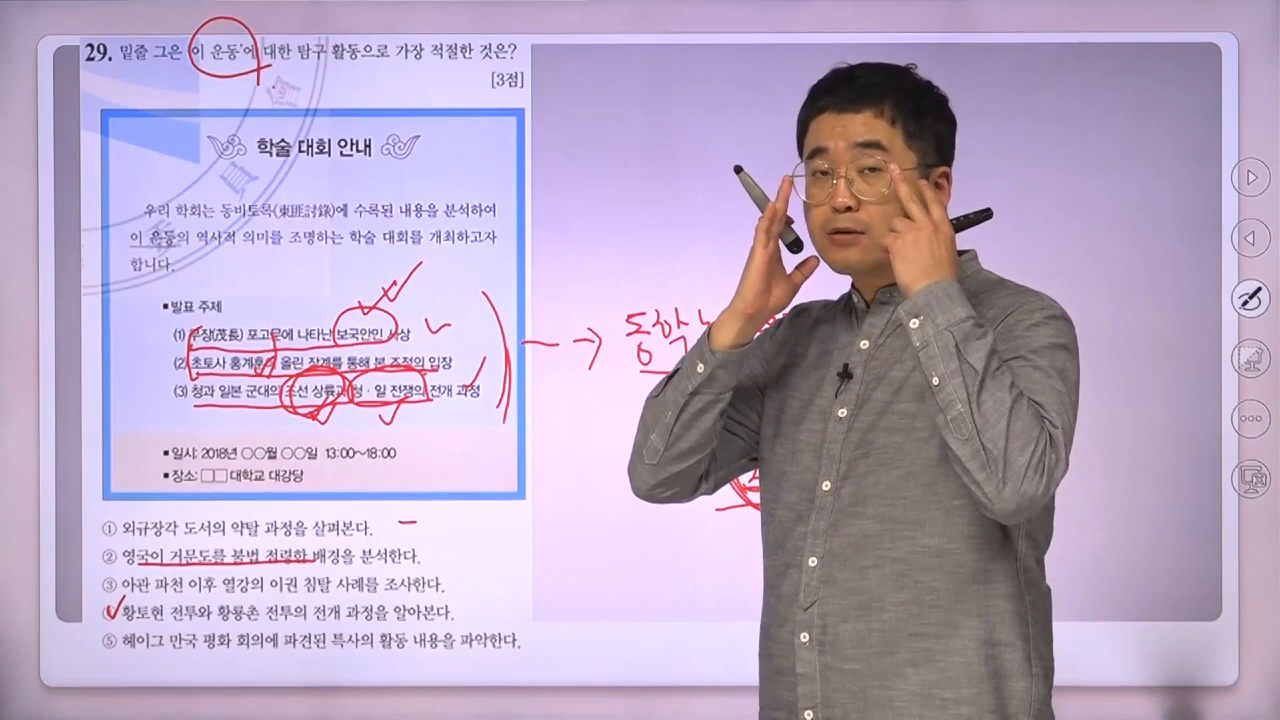 29. 밑줄 그은 '이 운동'에 대한 탐구 활동으로 가장 적절한 것은?
[3점]
학술 대회 안내
우리 학회는 동비토록(東匪討錄)에 수록된 내용을 분석하여
이 운동의 역사적 의미를 조명하는 학술 대회를 개최하고자
합니다.
■ 발표 주제
(1) 무장(茂長) 포고문에 나타난 보국안민 사상
(2) 초토사 홍계훈이 올린 장계를 통해 본 조정의 입장
(3) 청과 일본 군대의 조선 상륙과 청·일 전쟁의 전개 과정
■ 일시: 2018년 ○○월 ○○일 13:00~18:00
■ 장소: □□대학교 대강당
① 외규장각 도서의 약탈 과정을 살펴본다.
② 영국이 거문도를 불법 점령한 배경을 분석한다.
③ 아관 파천 이후 열강의 이권 침탈 사례를 조사한다.
④ 황토현 전투와 황룡촌 전투의 전개 과정을 알아본다.
⑤ 헤이그 만국 평화 회의에 파견된 특사의 활동 내용을 파악한다.
동학